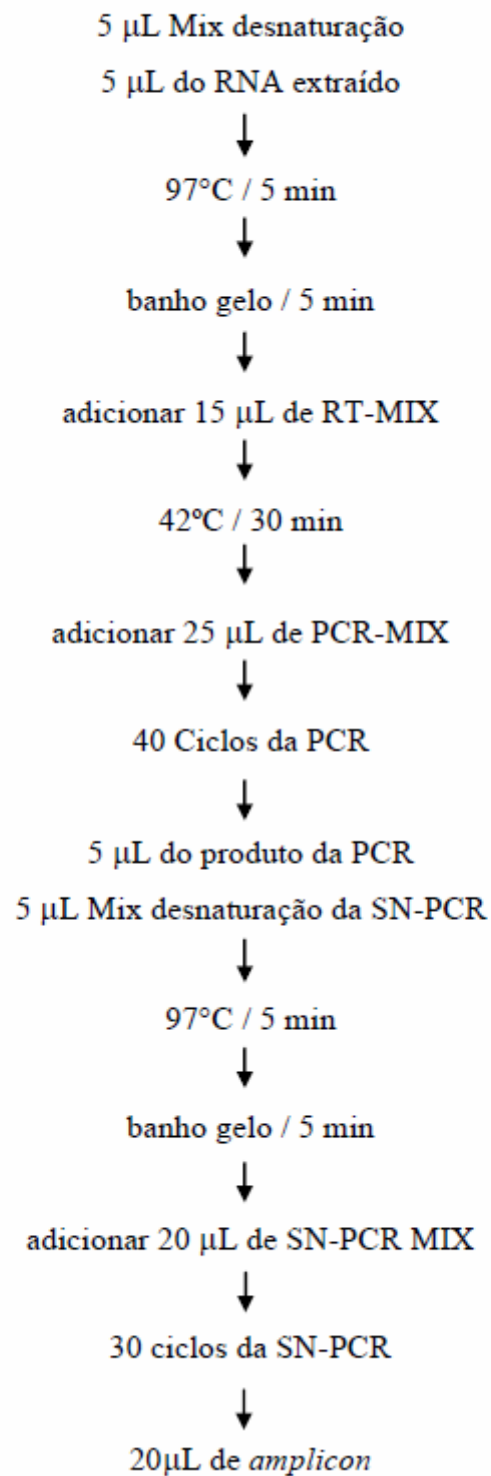 5 μL Mix desnaturação
5 μL do RNA extraído
97°C / 5 min
banho gelo / 5 min
adicionar 15 μL de RT-MIX
42ºC / 30 min
adicionar 25 μL de PCR-MIX
40 Ciclos da PCR
5 μL do produto da PCR
5 μL Mix desnaturação da SN-PCR
97°C / 5 min
banho gelo / 5 min
adicionar 20 μL de SN-PCR MIX
30 ciclos da SN-PCR
20μL de amplicon